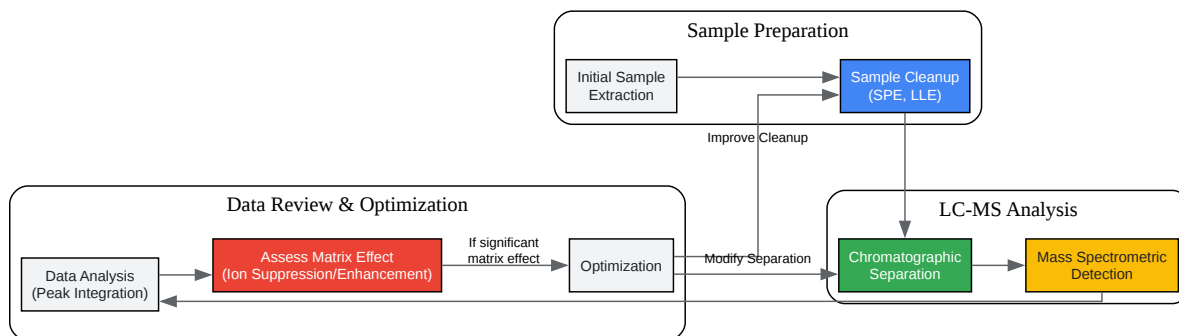 Sample Preparation
Initial Sample
Extraction
Sample Cleanup
(SPE, LLE)
Improve Cleanup
Data Review & Optimization
LC-MS Analysis
Data Analysis
(Peak Integration)
Assess Matrix Effect
(Ion Suppression/Enhancement)
If significant
matrix effect
Optimization
Modify Separation
Chromatographic
Separation
Mass Spectrometric
Detection